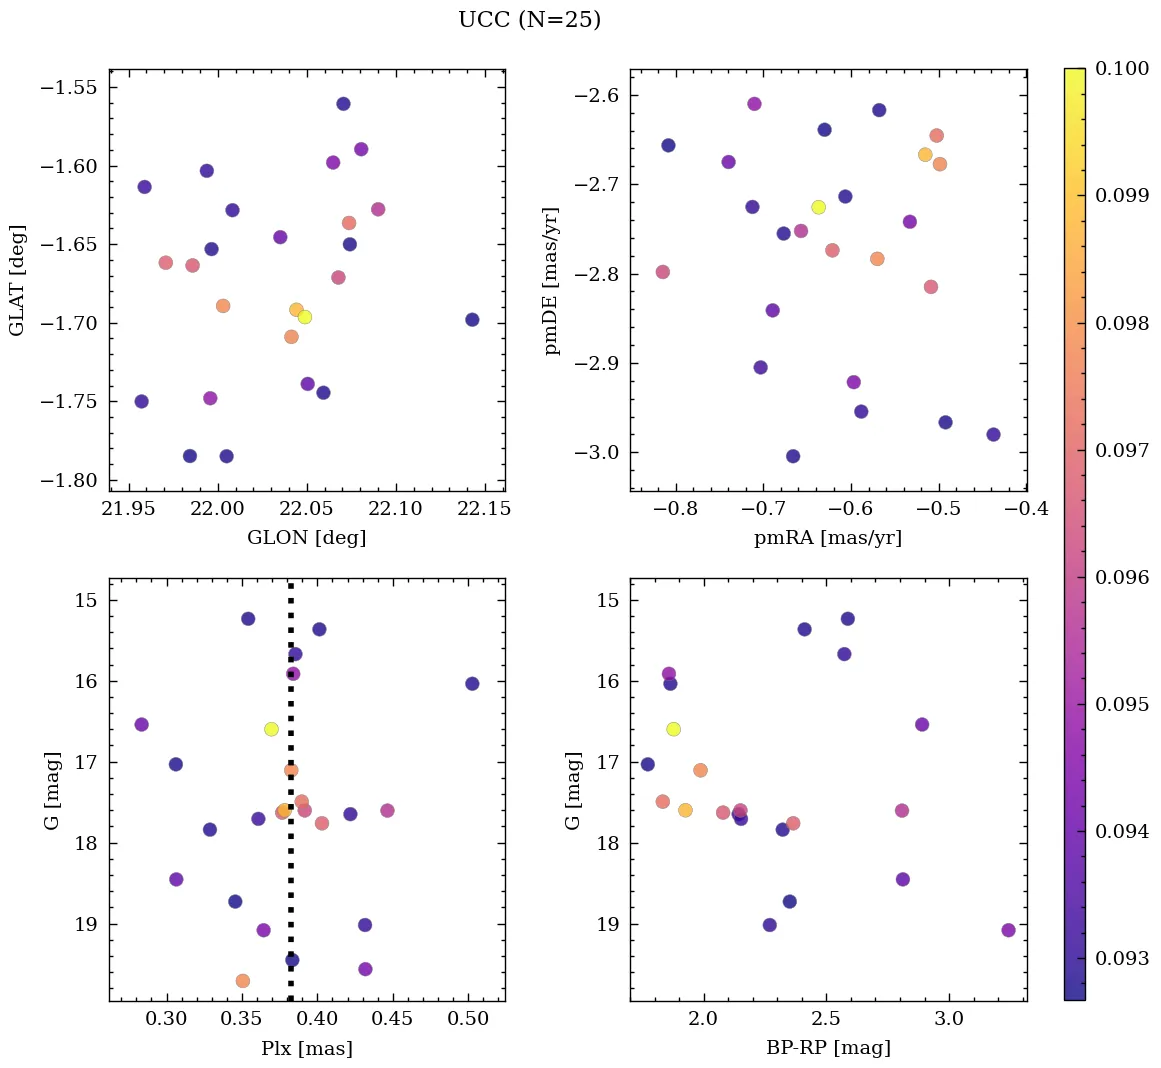 UCC (N=25)
−1.55
−1.60
−1.65
−1.70
−1.75
−1.80
GLAT [deg]
21.95 22.00 22.05 22.10 22.15
GLON [deg]
−2.6
−2.7
−2.8
−2.9
−3.0
pmDE [mas/yr]
−0.8 −0.7 −0.6 −0.5 −0.4
pmRA [mas/yr]
15
16
17
18
19
G [mag]
0.30 0.35 0.40 0.45 0.50
Plx [mas]
15
16
17
18
19
G [mag]
2.0 2.5 3.0
BP-RP [mag]
0.100
0.099
0.098
0.097
0.096
0.095
0.094
0.093